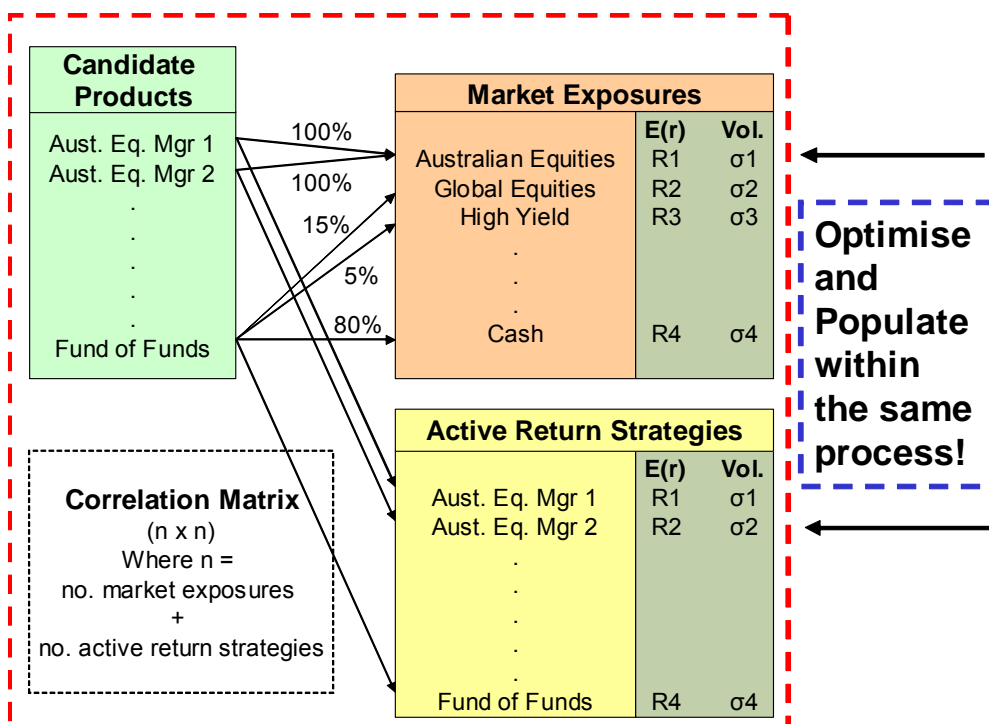 Candidate
Products
Aust. Eq. Mgr 1
Aust. Eq. Mgr 2
.
.
.
.
.
Fund of Funds
100%
100%
15%
5%
80%
Market Exposures
E(r) Vol.
Australian Equities R1 σ1
Global Equities R2 σ2
High Yield R3 σ3
.
.
.
Cash R4 σ4
Optimise
and
Populate
within
the same
process!
Correlation Matrix
(n x n)
Where n =
no. market exposures
+
no. active return strategies
Active Return Strategies
E(r) Vol.
Aust. Eq. Mgr 1 R1 σ1
Aust. Eq. Mgr 2 R2 σ2
.
.
.
.
.
Fund of Funds R4 σ4